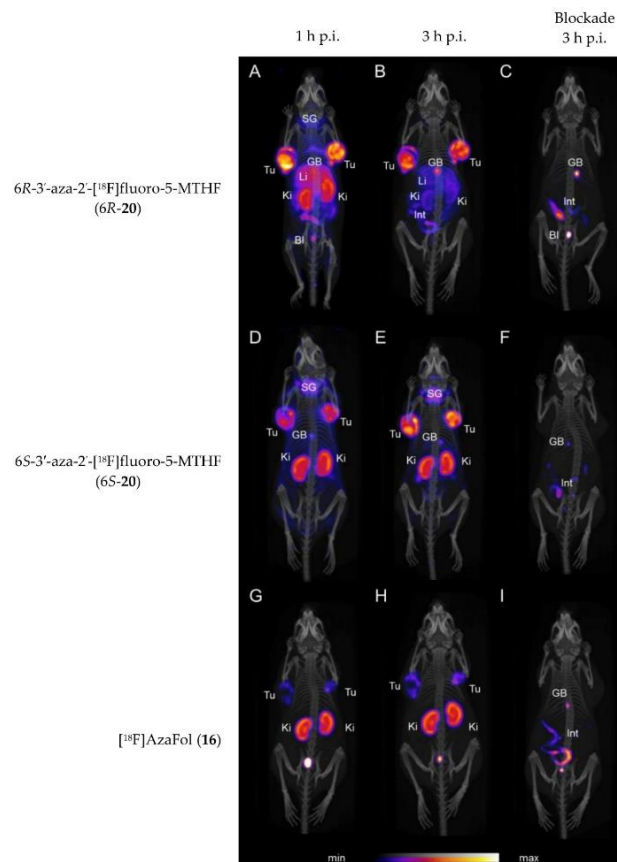 Blockade
1 h p.i. 3 h p.i. 3 h p.i.
A B C
SG
GB Tu Tu GB Tu GB
Li Li
Ki Ki Ki Ki Int
Int
Bl Bl
6R-3'-aza-2'-[¹⁸F]fluoro-5-MTHF
(6R-20)
D E F
SG SG
Tu Tu Tu Tu
GB GB GB
Ki Ki Ki Ki
Int
6S-3'-aza-2'-[¹⁸F]fluoro-5-MTHF
(6S-20)
G H I
Tu Tu Tu Tu
GB
Ki Ki Ki Ki Int
[¹⁸F]AzaFol (16)
min max